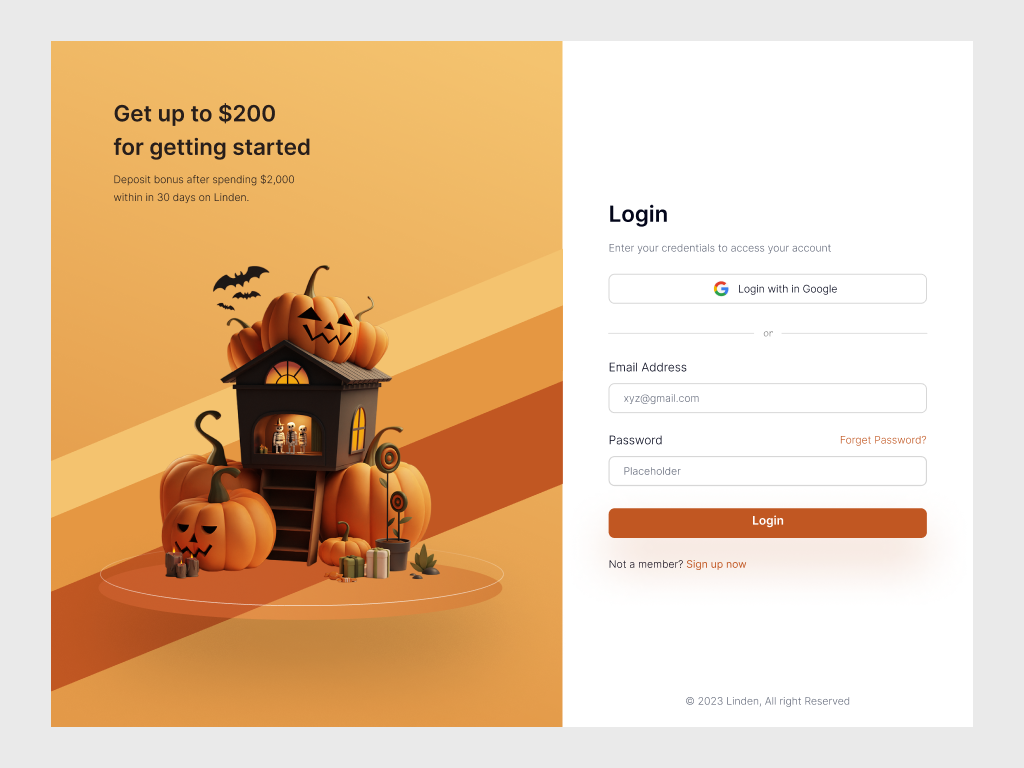 Get up to $200
for getting started
Deposit bonus after spending $2,000
within in 30 days on Linden.
Login
Enter your credentials to access your account
Login with in Google
or
Email Address
xyz@gmail.com
Password
Forget Password?
Placeholder
Login
Not a member? Sign up now
© 2023 Linden, All right Reserved